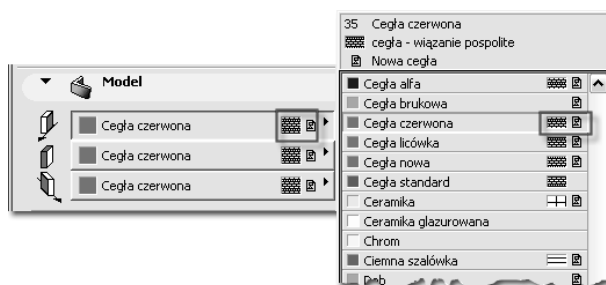 Model
Cegła czerwona
Cegła czerwona
Cegła czerwona
35 Cegła czerwona
cegła - wiązanie pospolite
Nowa cegła
Cegła alfa
Cegła brukowa
Cegła czerwona
Cegła licówka
Cegła nowa
Cegła standard
Ceramika
Ceramika glazurowana
Chrom
Ciemna szalówka
Dąb